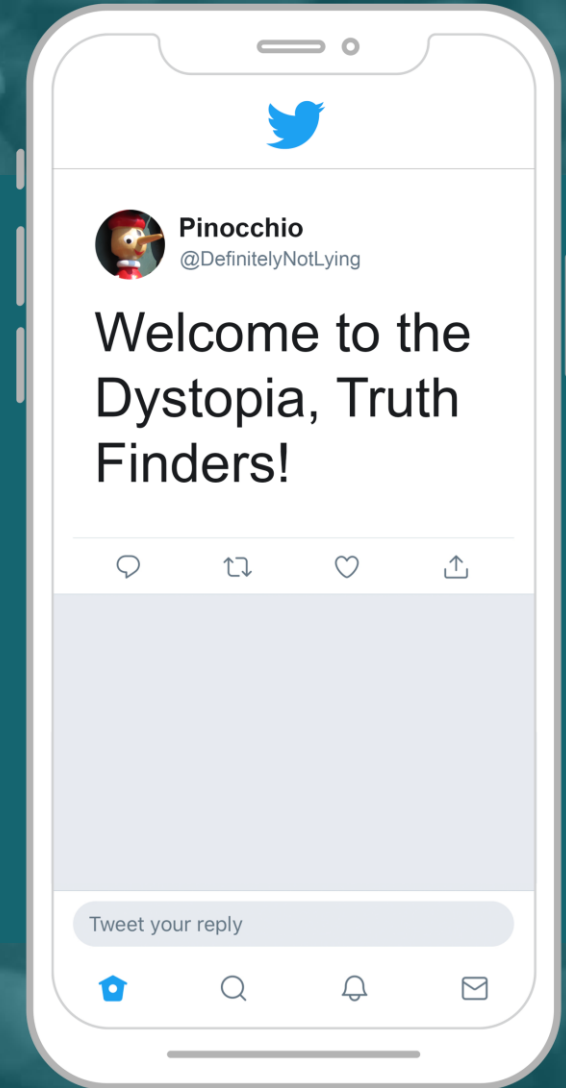 Pinocchio
@DefinitelyNotLying
Welcome to the
Dystopia, Truth
Finders!
Tweet your reply